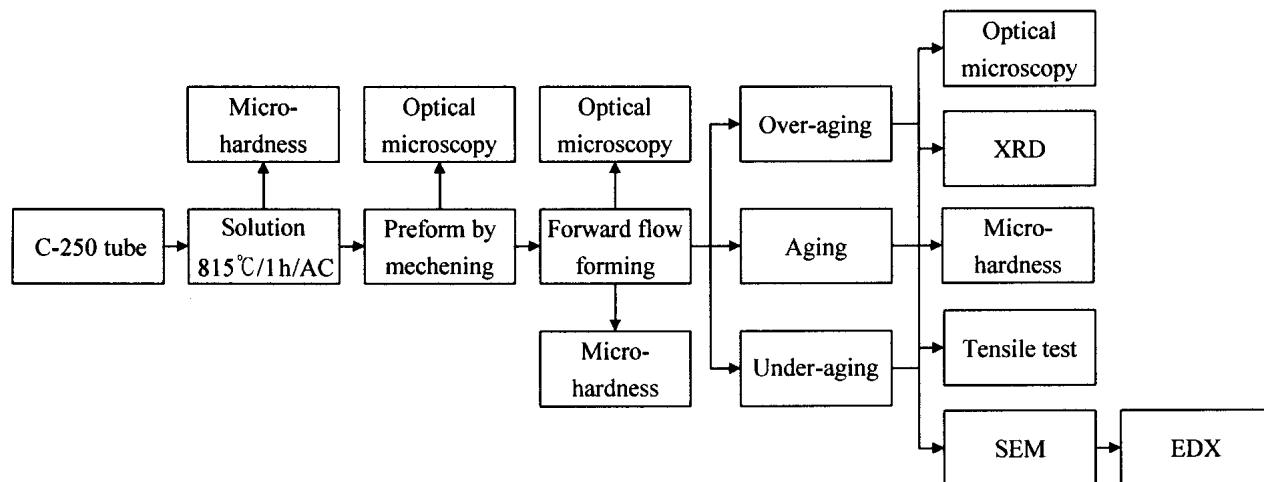 C-250 tube
Micro-
hardness
Solution
815℃/1h/AC
Optical
microscopy
Preform by
mechening
Optical
microscopy
Forward flow
forming
Micro-
hardness
Over-aging
Aging
Under-aging
Optical
microscopy
XRD
Micro-
hardness
Tensile test
SEM
EDX